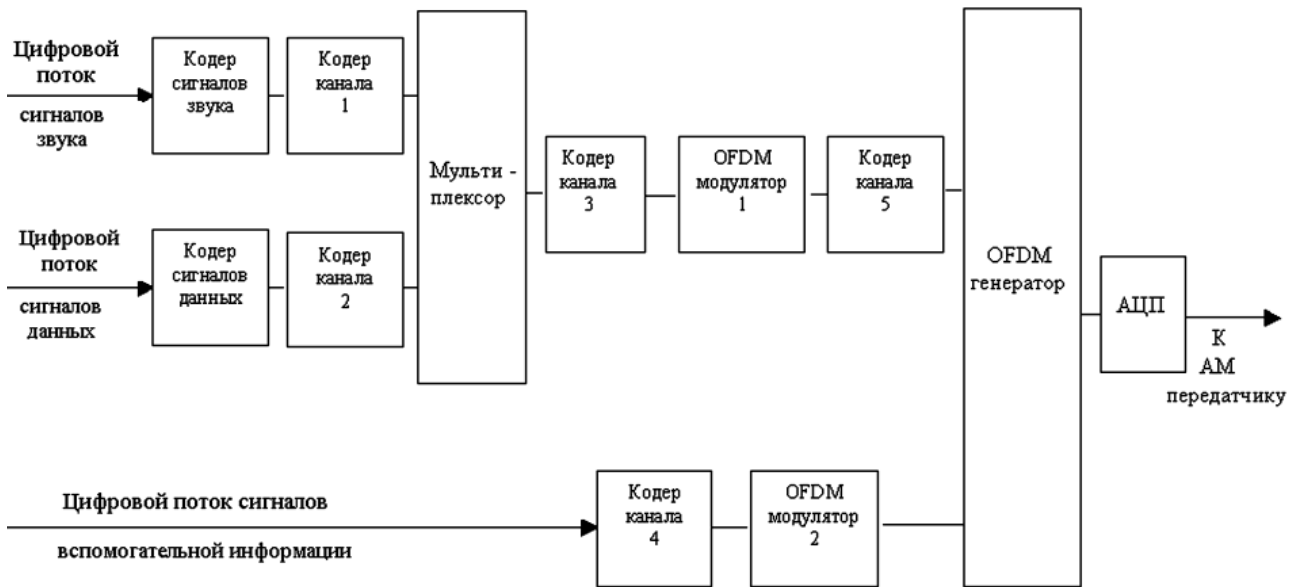 Цифровой
поток
сигналов
звука
Кодер
сигналов
звука
Кодер
канала
1
Цифровой
поток
сигналов
данных
Кодер
сигналов
данных
Кодер
канала
2
Мульти -
плексор
Кодер
канала
3
OFDM
модулятор
1
Кодер
канала
5
OFDM
генератор
АЦП
К
АМ
передатчику
Цифровой поток сигналов
вспомогательной информации
Кодер
канала
4
OFDM
модулятор
2